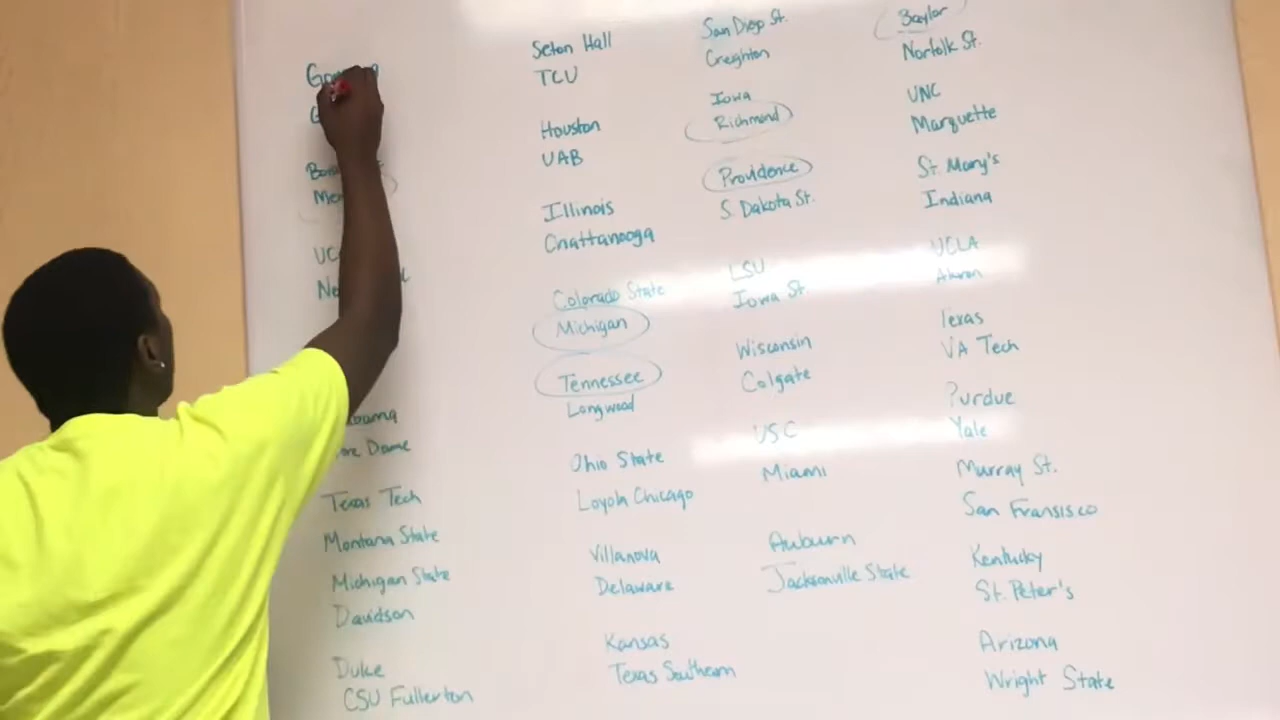 Texas Tech
Montana State
Michigan State
Davidson
Duke
CSU Fullerton
Seton Hall
TCU
Houston
UAB
Illinois
Chattanooga
Colorado State
Michigan
Tennessee
Longwood
Ohio State
Loyola Chicago
Villanova
Delaware
Kansas
Texas Southern
San Diego St.
Creighton
Iowa
Richmond
Providence
S. Dakota St.
LSU
Iowa St.
Wisconsin
Colgate
USC
Miami
Auburn
Jacksonville State
Baylor
Norfolk St.
UNC
Marquette
St. Mary's
Indiana
UCLA
Akron
Texas
VA Tech
Purdue
Yale
Murray St.
San Fransisco
Kentucky
St. Peter's
Arizona
Wright State